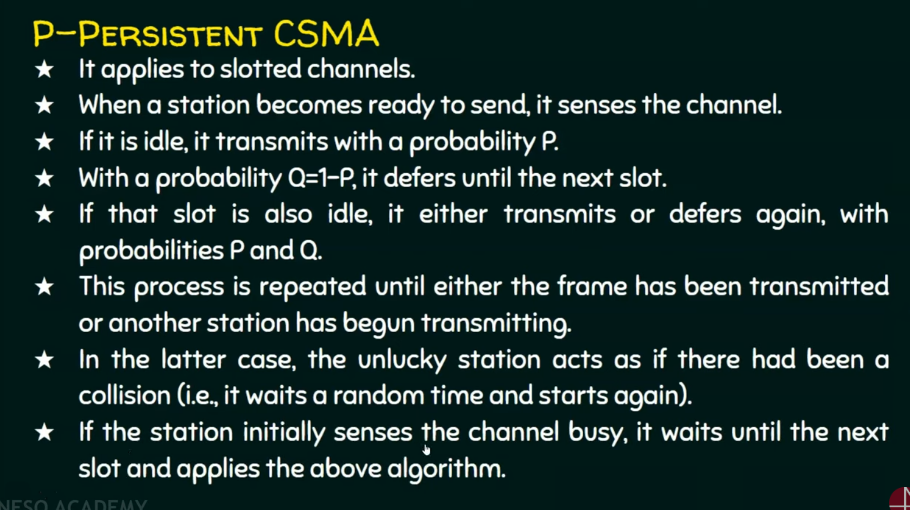 P-PERSISTENT CSMA
★ It applies to slotted channels.
★ When a station becomes ready to send, it senses the channel.
★ If it is idle, it transmits with a probability P.
★ With a probability Q=1-P, it defers until the next slot.
★ If that slot is also idle, it either transmits or defers again, with
probabilities P and Q.
★ This process is repeated until either the frame has been transmitted
or another station has begun transmitting.
★ In the latter case, the unlucky station acts as if there had been a
collision (i.e., it waits a random time and starts again).
★ If the station initially senses the channel busy, it waits until the next
slot and applies the above algorithm.
NESO ACADEMY